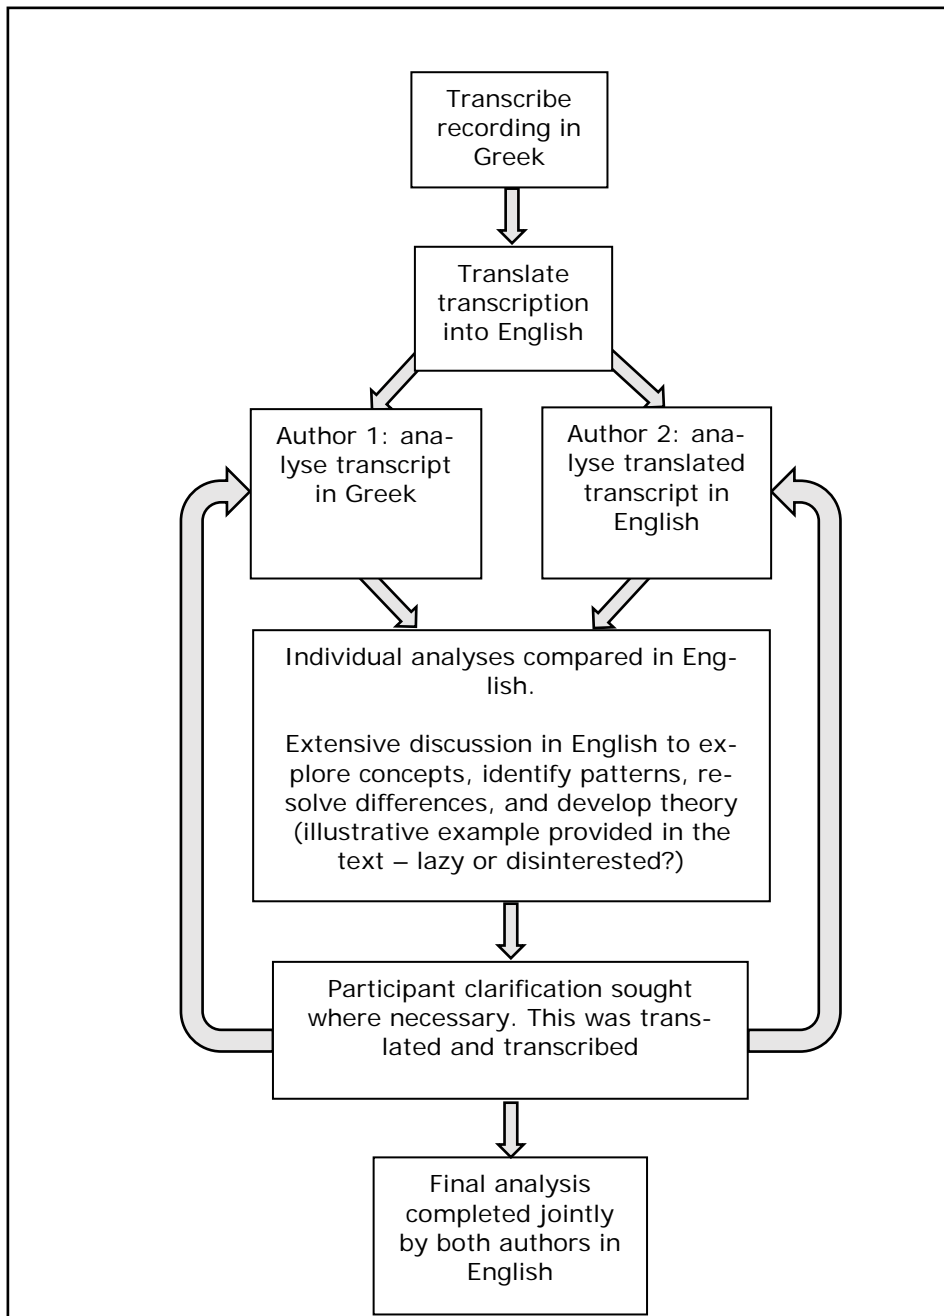 Transcribe
recording in
Greek
Translate
transcription
into English
Author 1: ana-
lyse transcript
in Greek
Author 2: ana-
lyse translated
transcript in
English
Individual analyses compared in Eng-
lish.
Extensive discussion in English to ex-
plore concepts, identify patterns, re-
solve differences, and develop theory
(illustrative example provided in the
text – lazy or disinterested?)
Participant clarification sought
where necessary. This was trans-
lated and transcribed
Final analysis
completed jointly
by both authors in
English